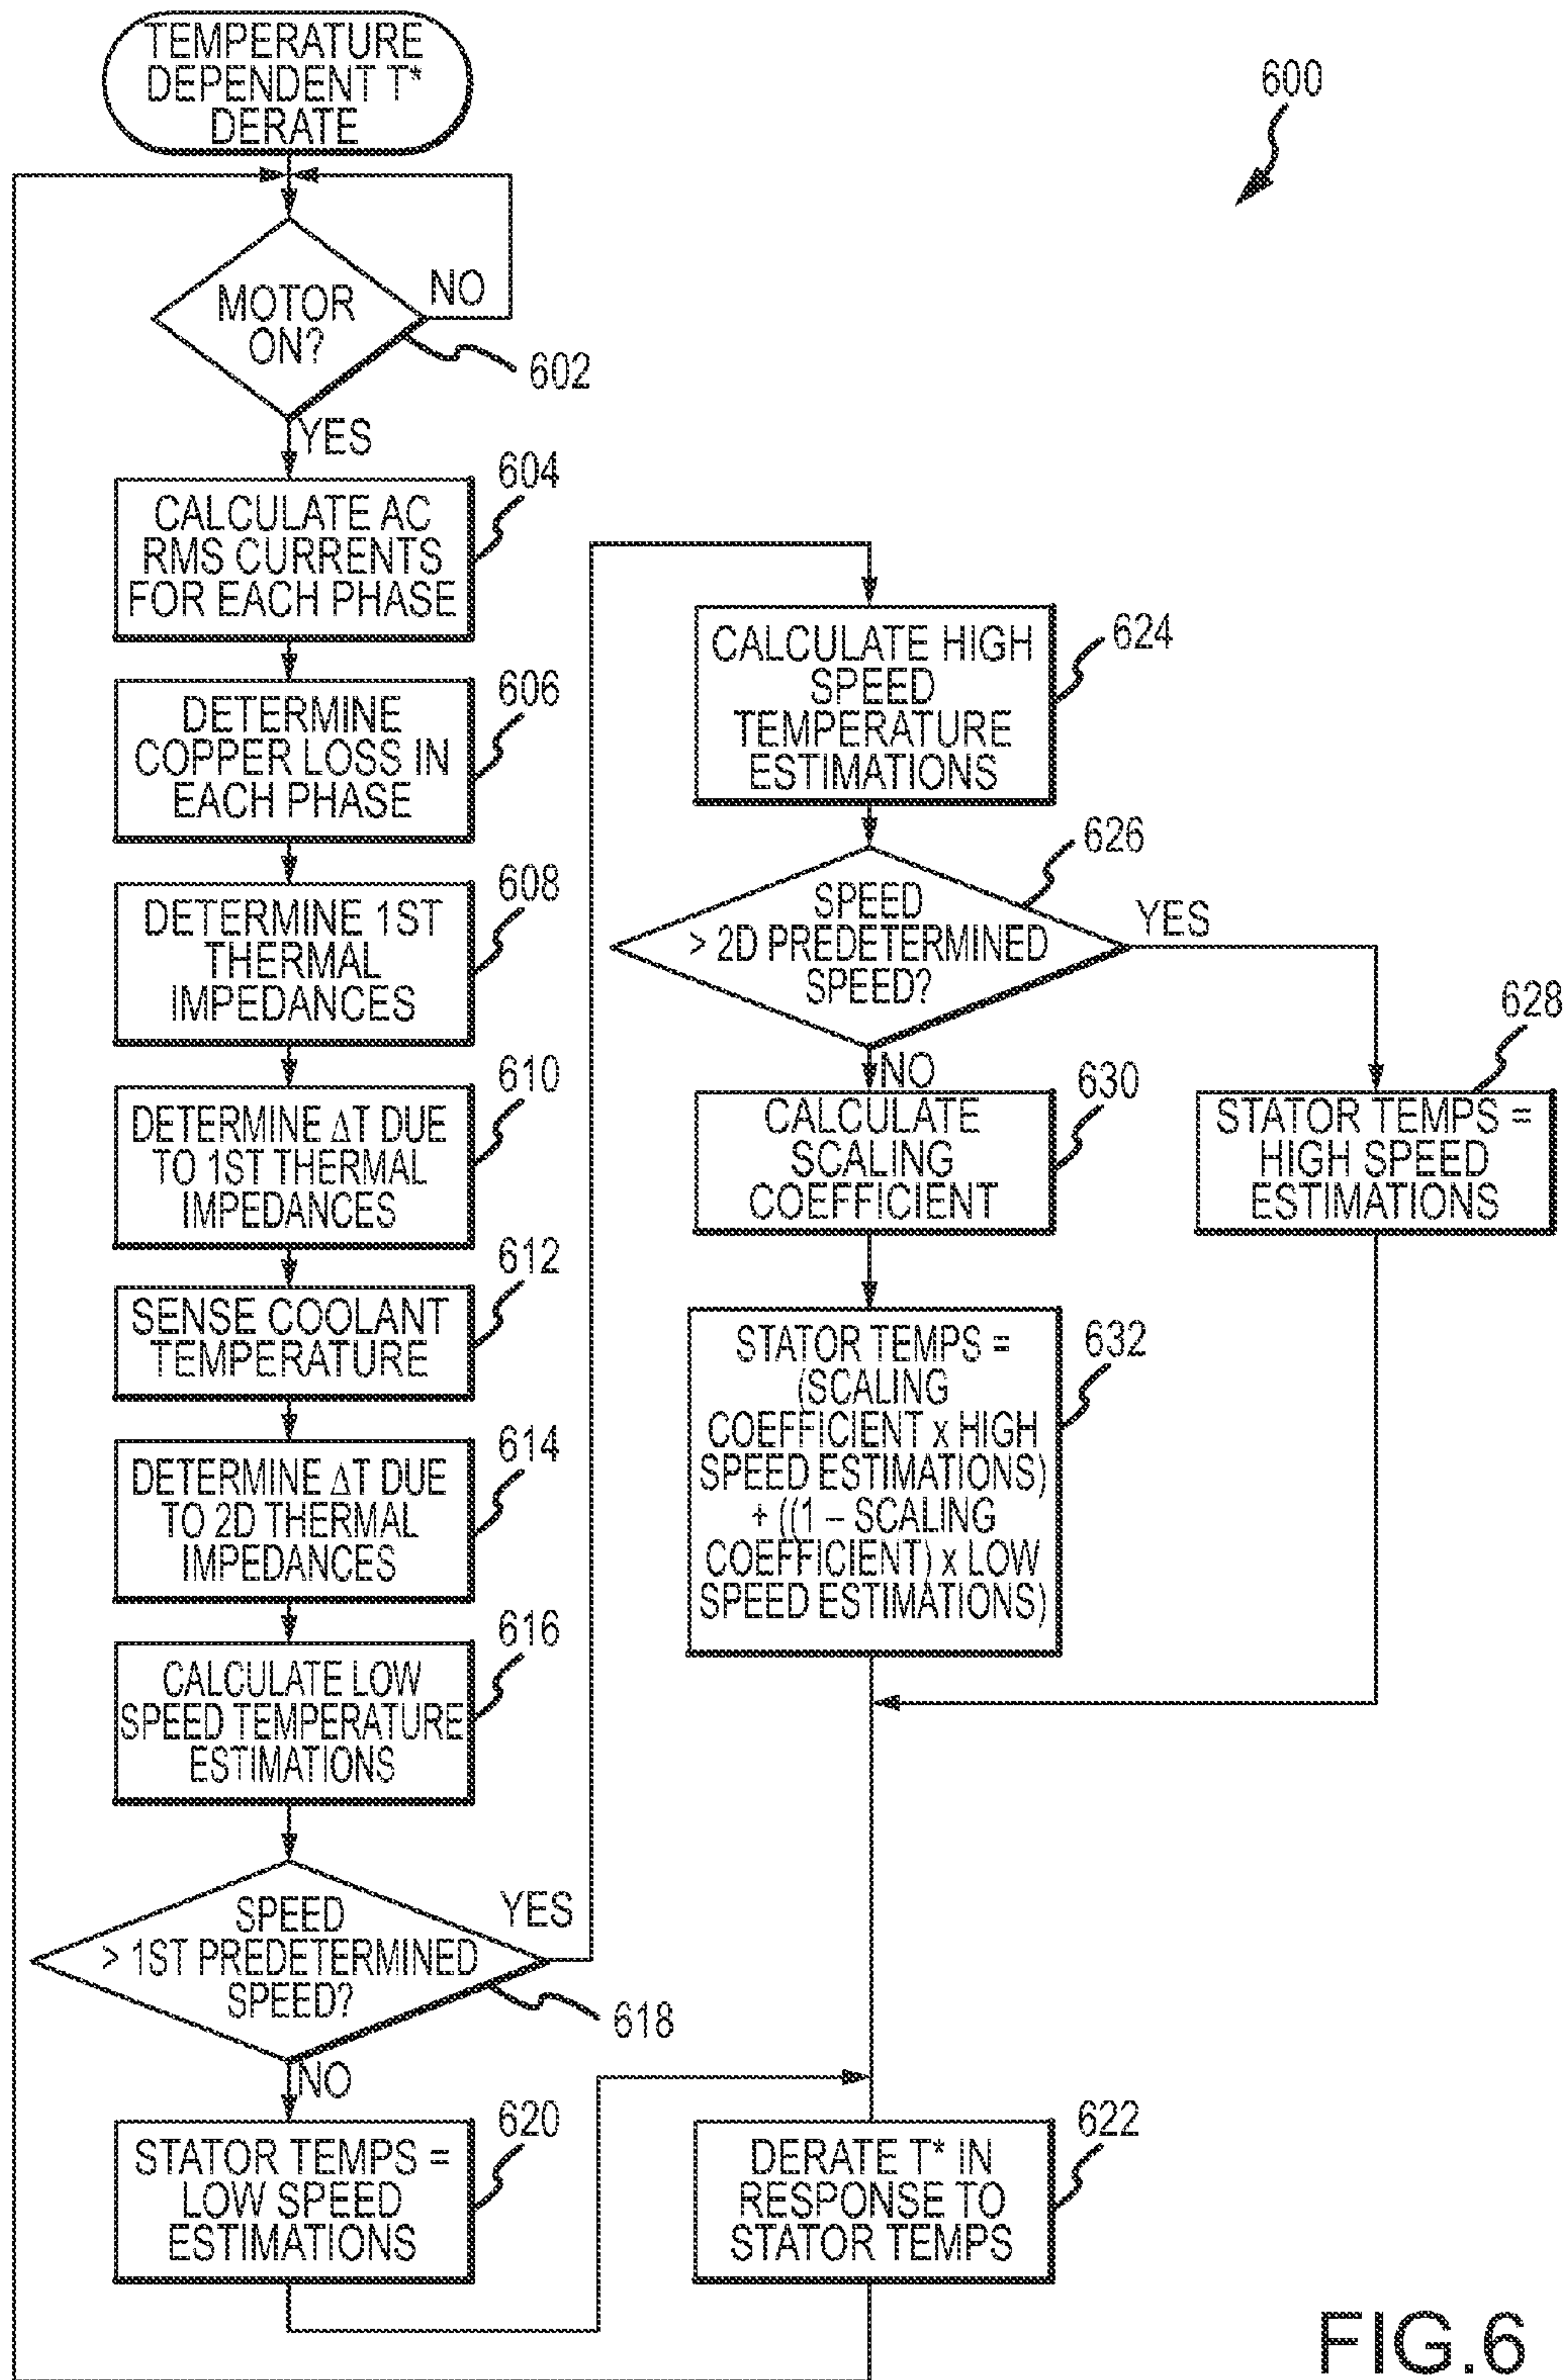 TEMPERATURE
DEPENDENT T*
DERATE
600
MOTOR
ON?
NO
602
YES
CALCULATE AC
RMS CURRENTS
FOR EACH PHASE
604
DETERMINE
COPPER LOSS IN
EACH PHASE
606
DETERMINE 1ST
THERMAL
IMPEDANCES
608
DETERMINE ΔT DUE
TO 1ST THERMAL
IMPEDANCES
610
SENSE COOLANT
TEMPERATURE
612
DETERMINE ΔT DUE
TO 2D THERMAL
IMPEDANCES
614
CALCULATE LOW
SPEED TEMPERATURE
ESTIMATIONS
616
SPEED
> 1ST PREDETERMINED
SPEED?
YES
618
NO
STATOR TEMPS =
LOW SPEED
ESTIMATIONS
620
CALCULATE HIGH
SPEED
TEMPERATURE
ESTIMATIONS
624
SPEED
> 2D PREDETERMINED
SPEED?
626
YES
NO
STATOR TEMPS =
HIGH SPEED
ESTIMATIONS
628
CALCULATE
SCALING
COEFFICIENT
630
STATOR TEMPS =
(SCALING
COEFFICIENT x HIGH
SPEED ESTIMATIONS)
+ ((1 – SCALING
COEFFICIENT) x LOW
SPEED ESTIMATIONS)
632
DERATE T* IN
RESPONSE TO
STATOR TEMPS
622
FIG.6